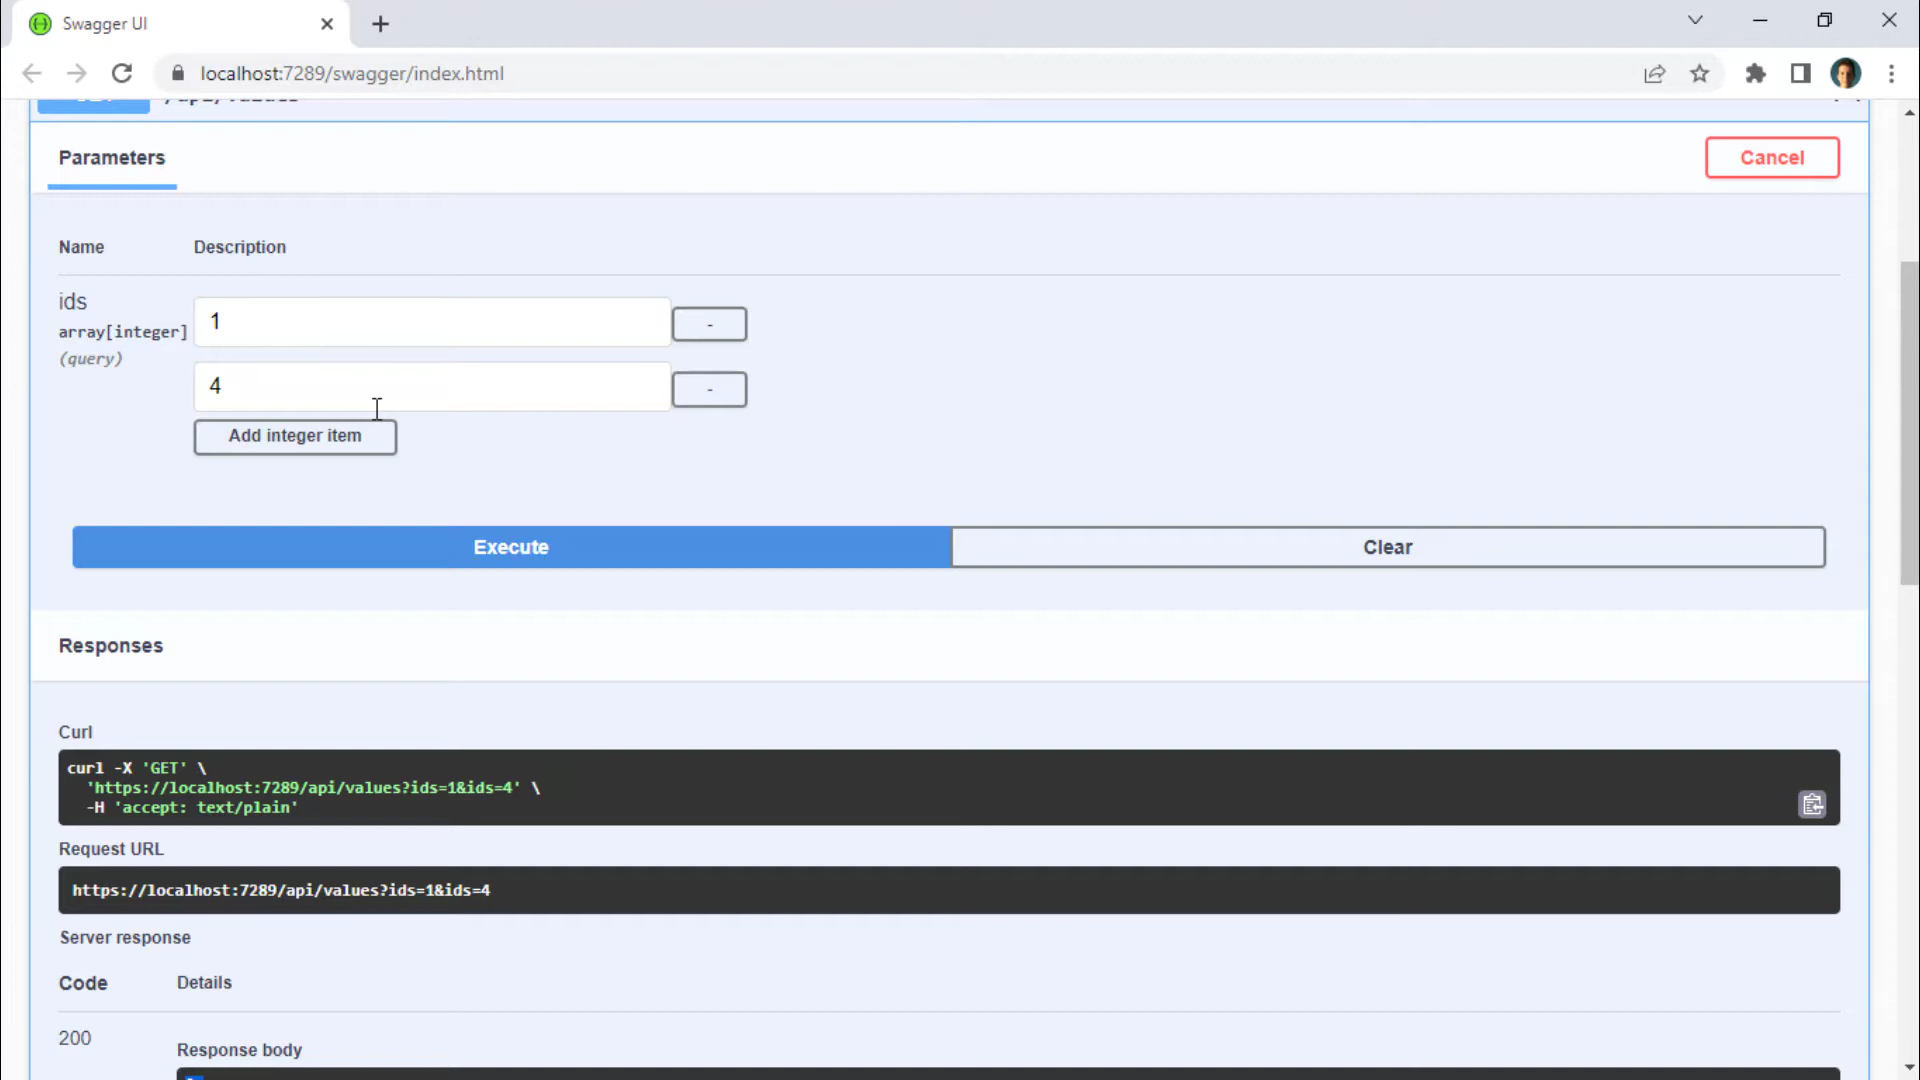 Swagger UI
localhost:7289/swagger/index.html
/api/values
Parameters
Cancel
Name Description
ids
array[integer]
(query)
1
-
4
-
Add integer item
Execute
Clear
Responses
Curl
curl -X 'GET' \
'https://localhost:7289/api/values?ids=1&ids=4' \
-H 'accept: text/plain'
Request URL
https://localhost:7289/api/values?ids=1&ids=4
Server response
Code Details
200
Response body